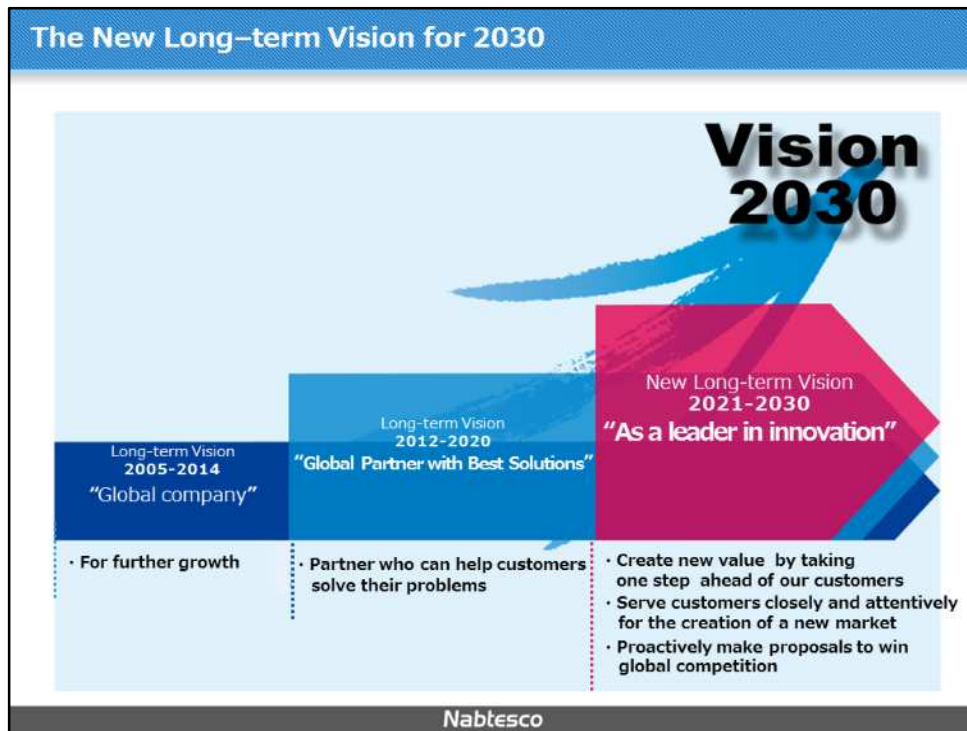 The New Long–term Vision for 2030
Vision
2030
Long-term Vision
2005-2014
“Global company”
· For further growth
Long-term Vision
2012-2020
“Global Partner with Best Solutions”
· Partner who can help customers
solve their problems
New Long-term Vision
2021-2030
“As a leader in innovation”
· Create new value by taking
one step ahead of our customers
· Serve customers closely and attentively
for the creation of a new market
· Proactively make proposals to win
global competition
Nabtesco